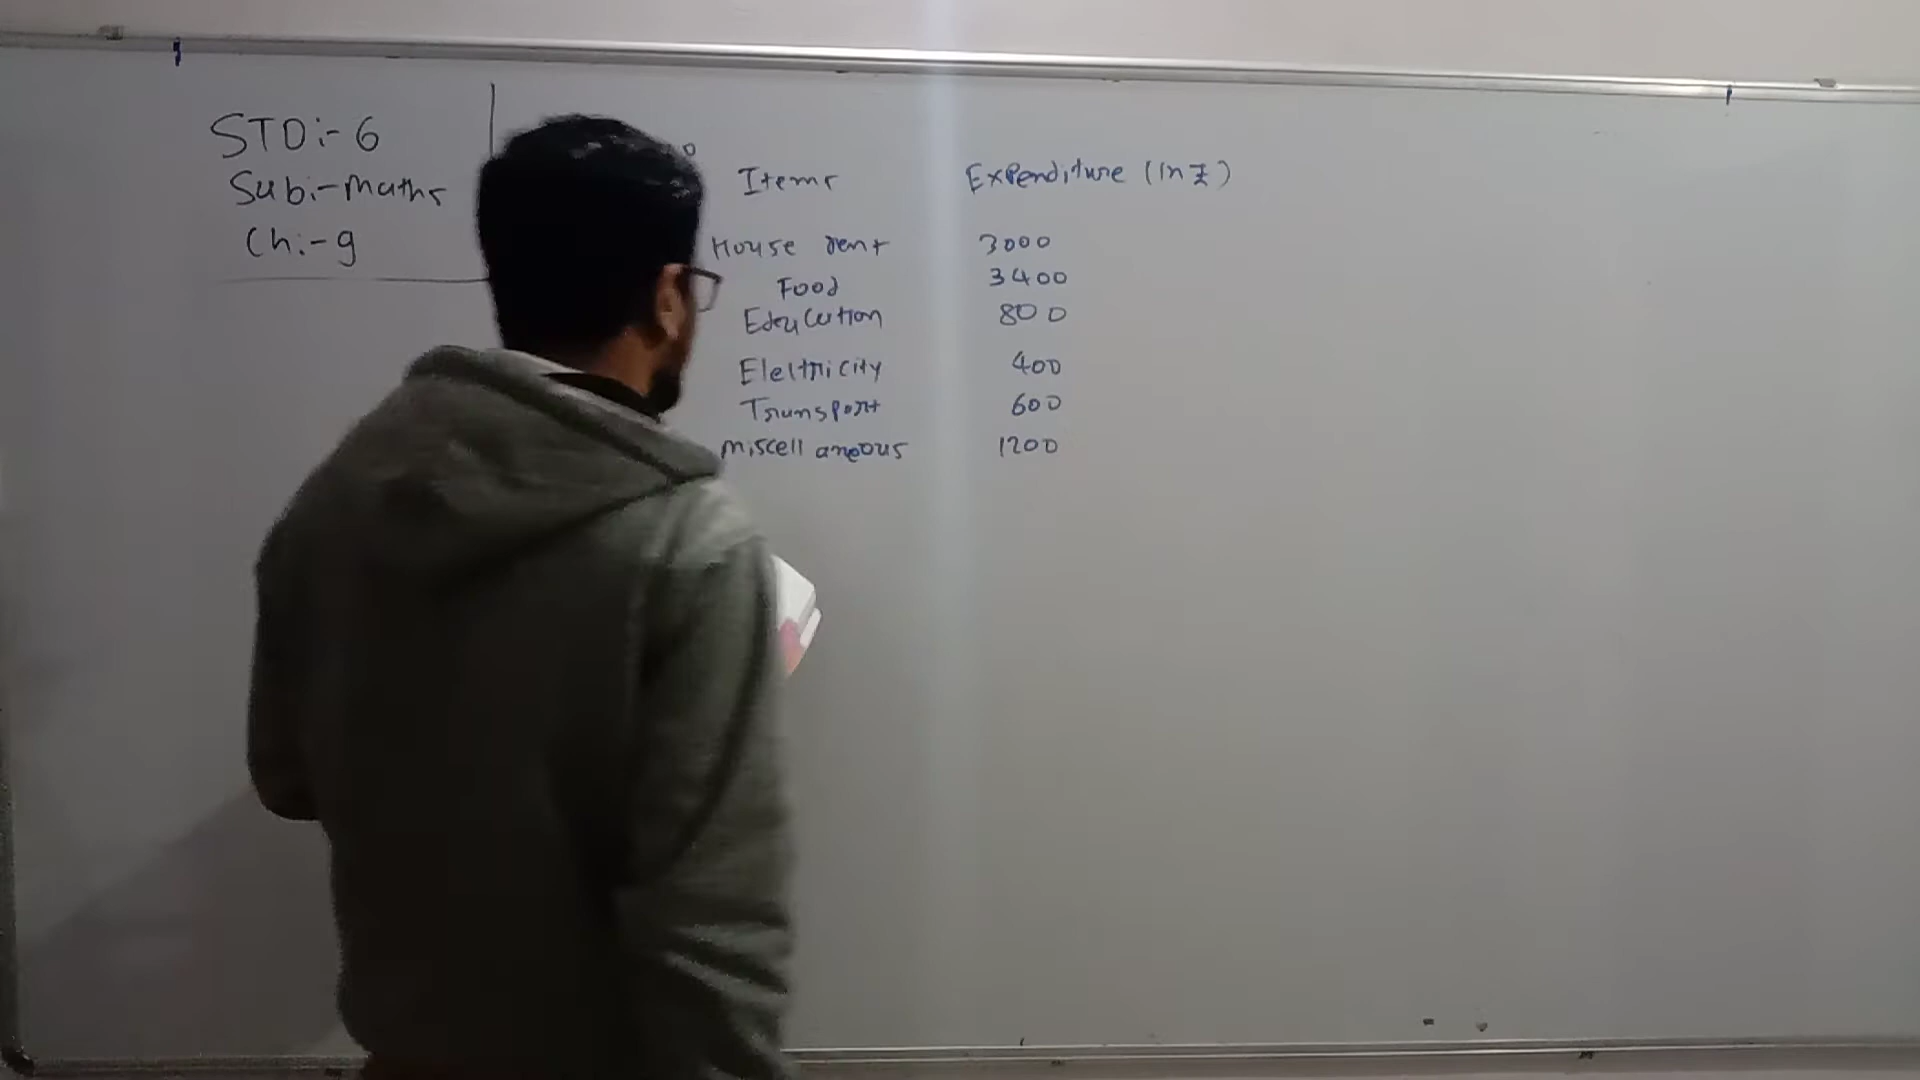 STD:- 6
Sub:- Maths
Ch:- 9
Items Expenditure (In ₹)
House rent 3000
Food 3400
Education 800
Eleltricity 400
Transport 600
Miscellaneous 1200